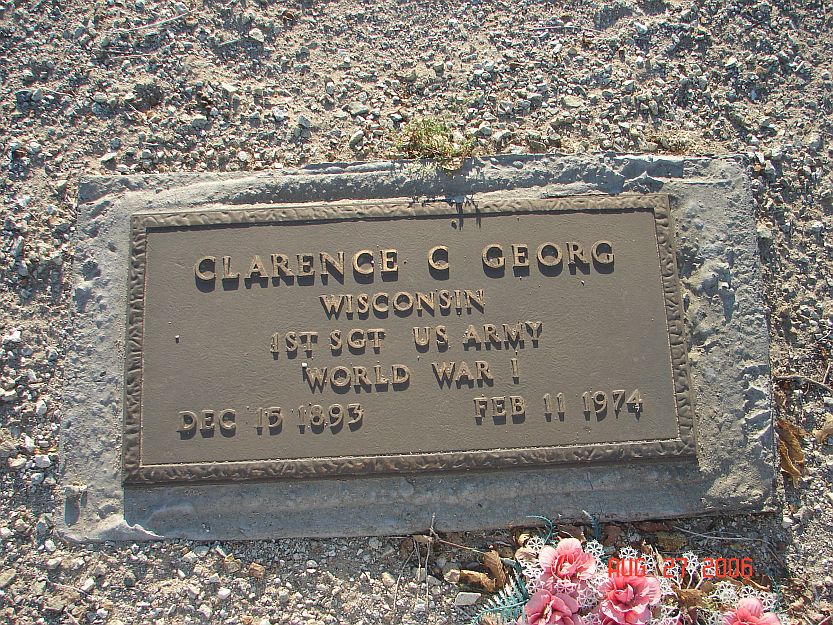 CLARENCE C GEORG
WISCONSIN
1ST SGT US ARMY
WORLD WAR I
DEC 15 1893 FEB 11 1974
AUG 27 2006